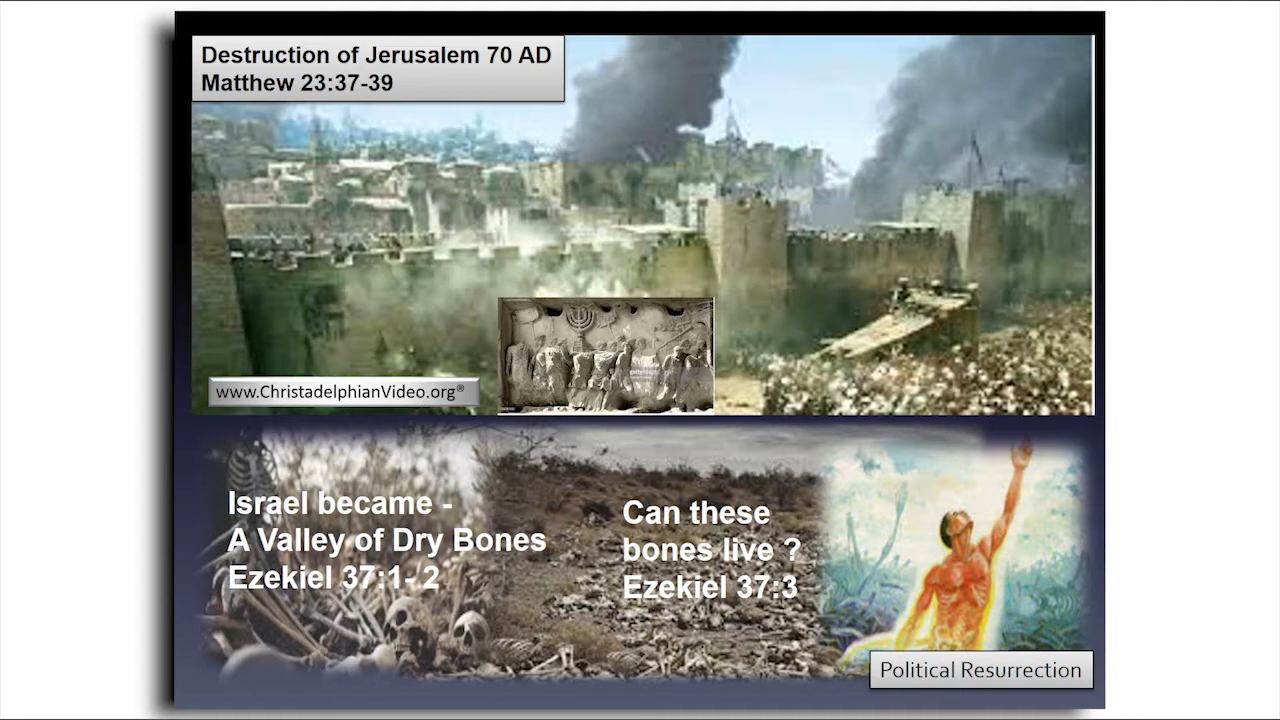 Destruction of Jerusalem 70 AD
Matthew 23:37-39
www.ChristadelphianVideo.org®
Israel became -
A Valley of Dry Bones
Ezekiel 37:1- 2
Can these
bones live ?
Ezekiel 37:3
Political Resurrection